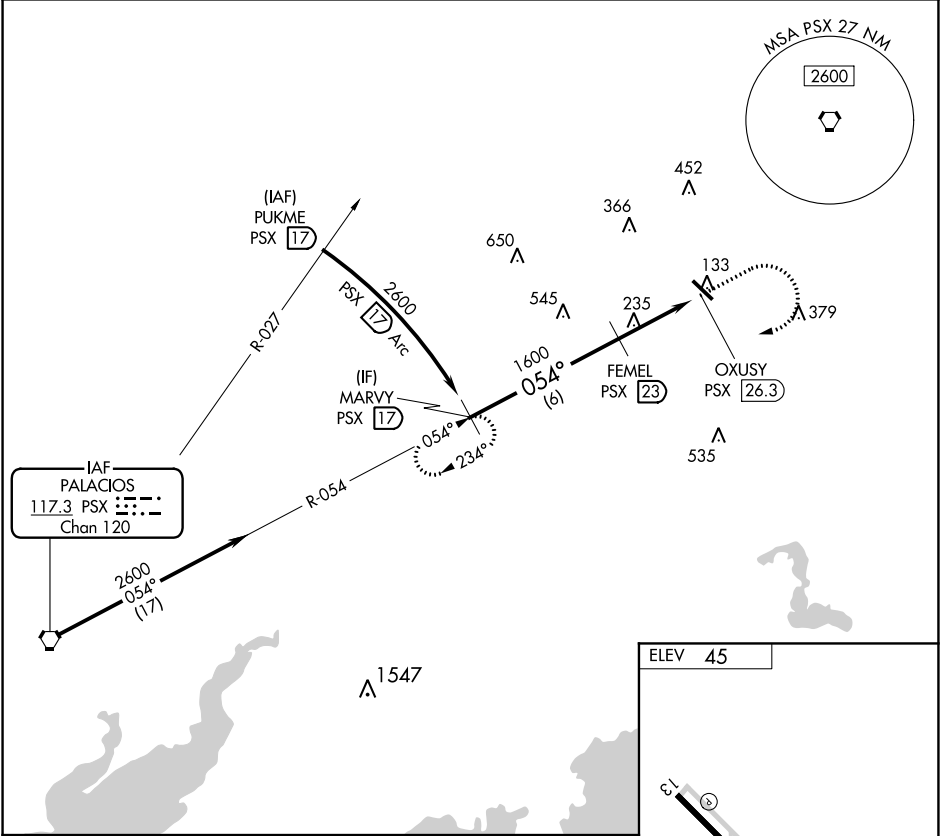 MSA PSX 27 NM
2600
452
366
(IAF)
PUKME
PSX 17
650
133
2600
545
235
379
PSX 17 Arc
R-027
1600
054°
(6)
FEMEL
PSX 23
OXUSY
PSX 26.3
(IF)
MARVY
PSX 17
054°
234°
535
IAF
PALACIOS
117.3 PSX
Chan 120
R-054
2600
054°
(17)
1547
ELEV 45
13
P